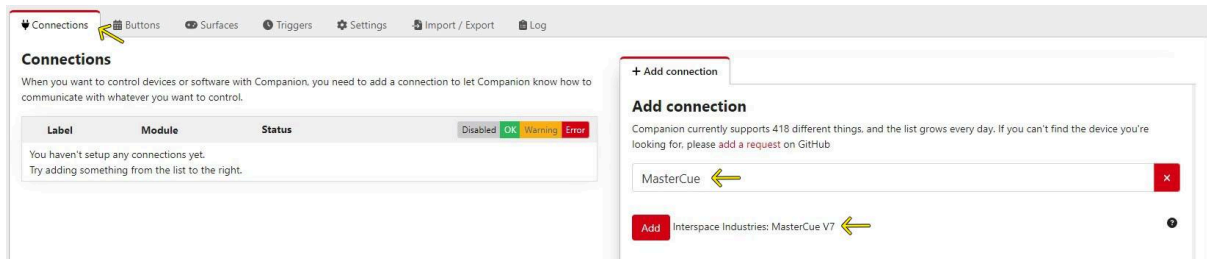 Connections
Buttons
Surfaces
Triggers
Settings
Import / Export
Log
Connections
When you want to control devices or software with Companion, you need to add a connection to let Companion know how to
communicate with whatever you want to control.
Label Module Status Disabled OK Warning Error
You haven't setup any connections yet.
Try adding something from the list to the right.
+ Add connection
Add connection
Companion currently supports 418 different things, and the list grows every day. If you can't find the device you're
looking for, please add a request on GitHub
MasterCue
Add Interspace Industries: MasterCue V7